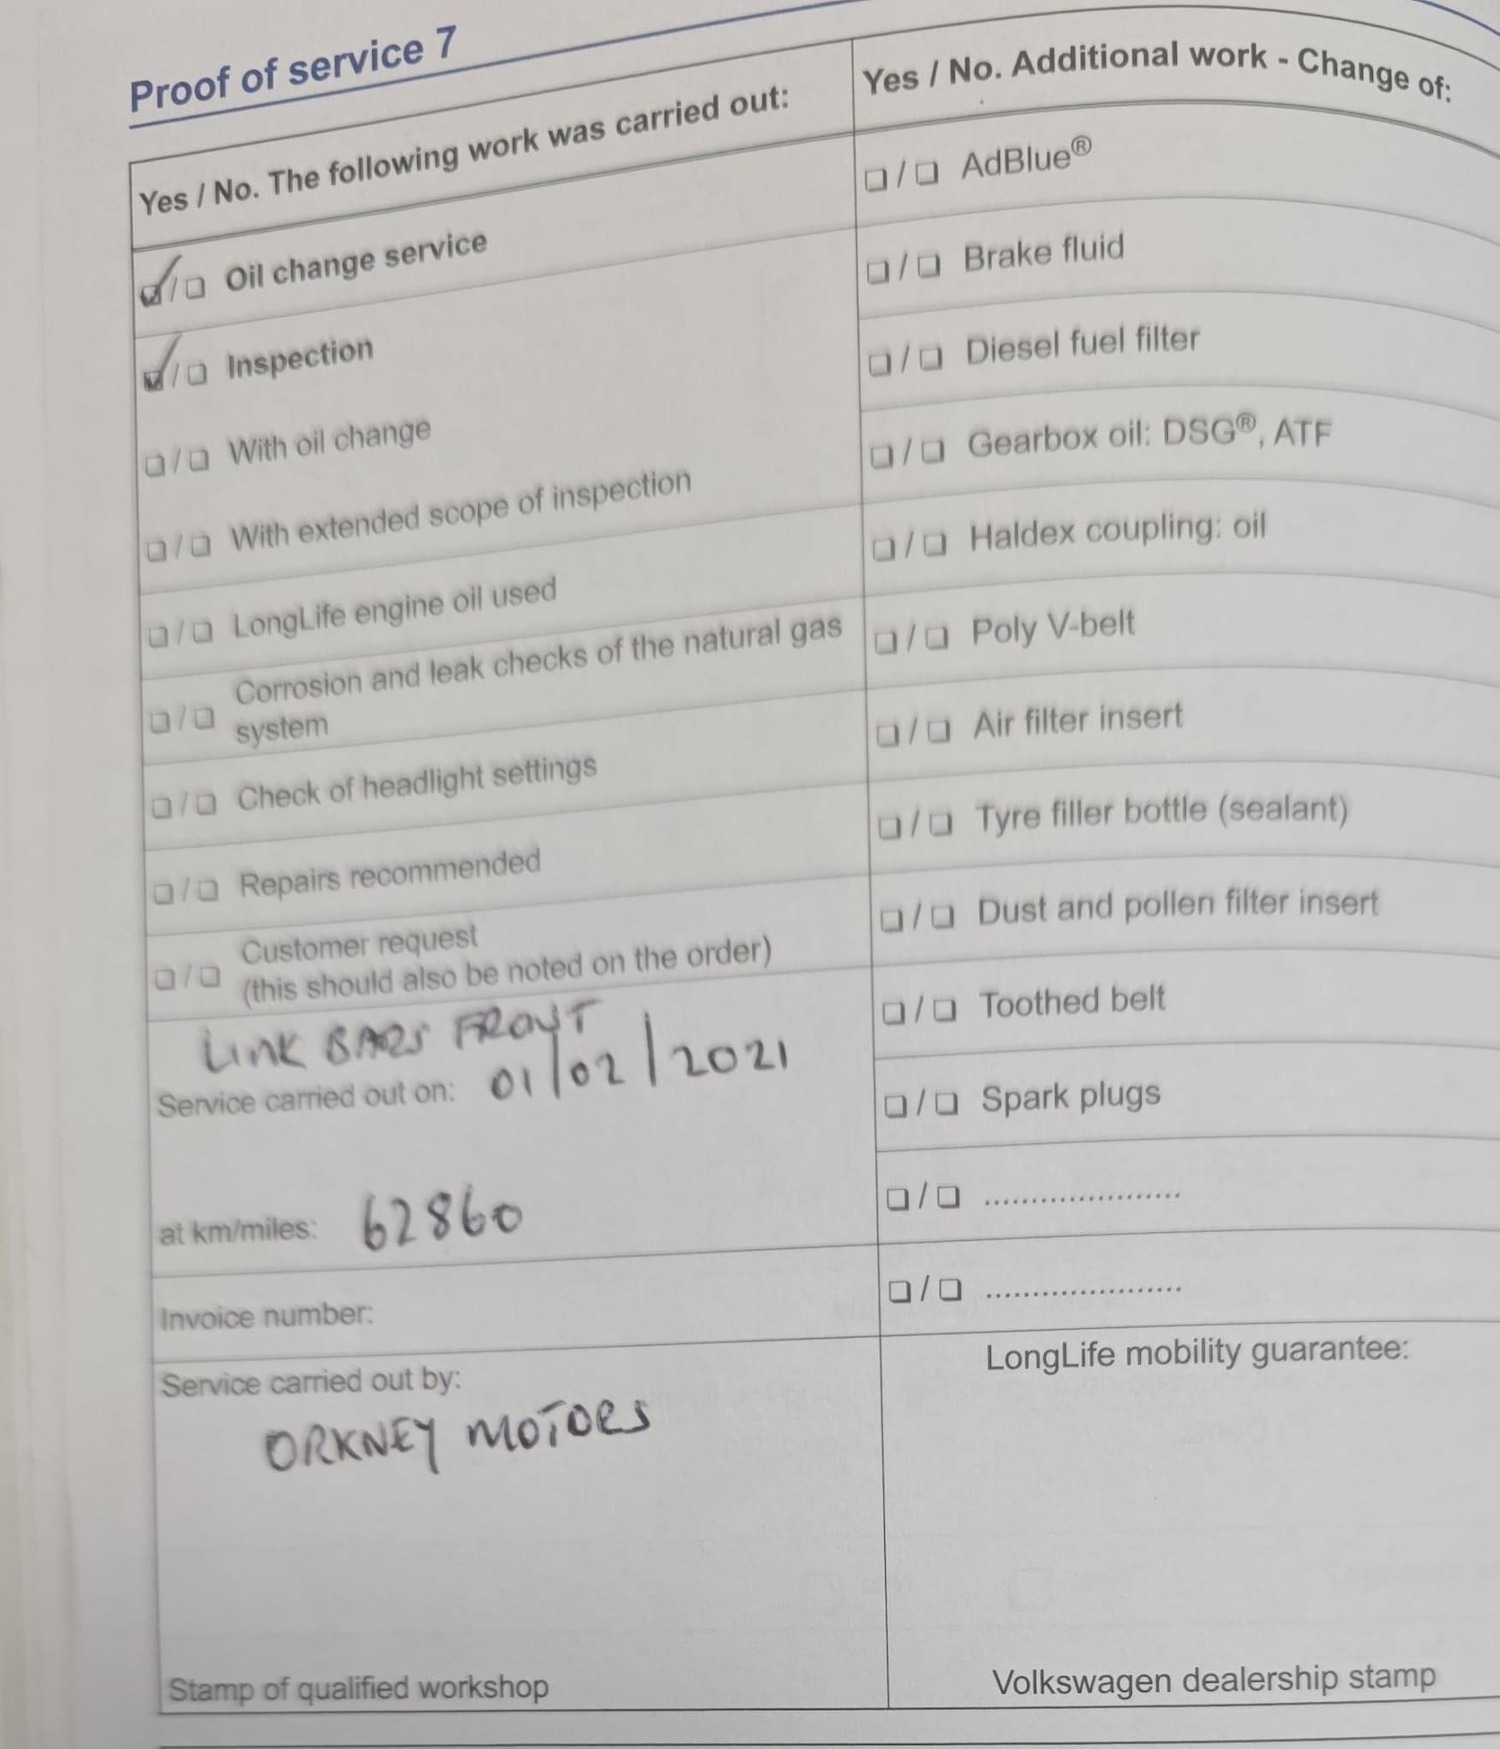 Proof of service 7
Yes / No. The following work was carried out:
☑/☐ Oil change service
☑/☐ Inspection
☐/☐ With oil change
☐/☐ With extended scope of inspection
☐/☐ LongLife engine oil used
☐/☐ Corrosion and leak checks of the natural gas
system
☐/☐ Check of headlight settings
☐/☐ Repairs recommended
☐/☐ Customer request
(this should also be noted on the order)
LINK BARS FRONT
Service carried out on: 01/02/2021
at km/miles: 62860
Invoice number:
Service carried out by:
ORKNEY MOTORS
Stamp of qualified workshop
Yes / No. Additional work - Change of:
☐/☐ AdBlue®
☐/☐ Brake fluid
☐/☐ Diesel fuel filter
☐/☐ Gearbox oil: DSG®, ATF
☐/☐ Haldex coupling: oil
☐/☐ Poly V-belt
☐/☐ Air filter insert
☐/☐ Tyre filler bottle (sealant)
☐/☐ Dust and pollen filter insert
☐/☐ Toothed belt
☐/☐ Spark plugs
☐/☐ .....................
☐/☐ .....................
LongLife mobility guarantee:
Volkswagen dealership stamp